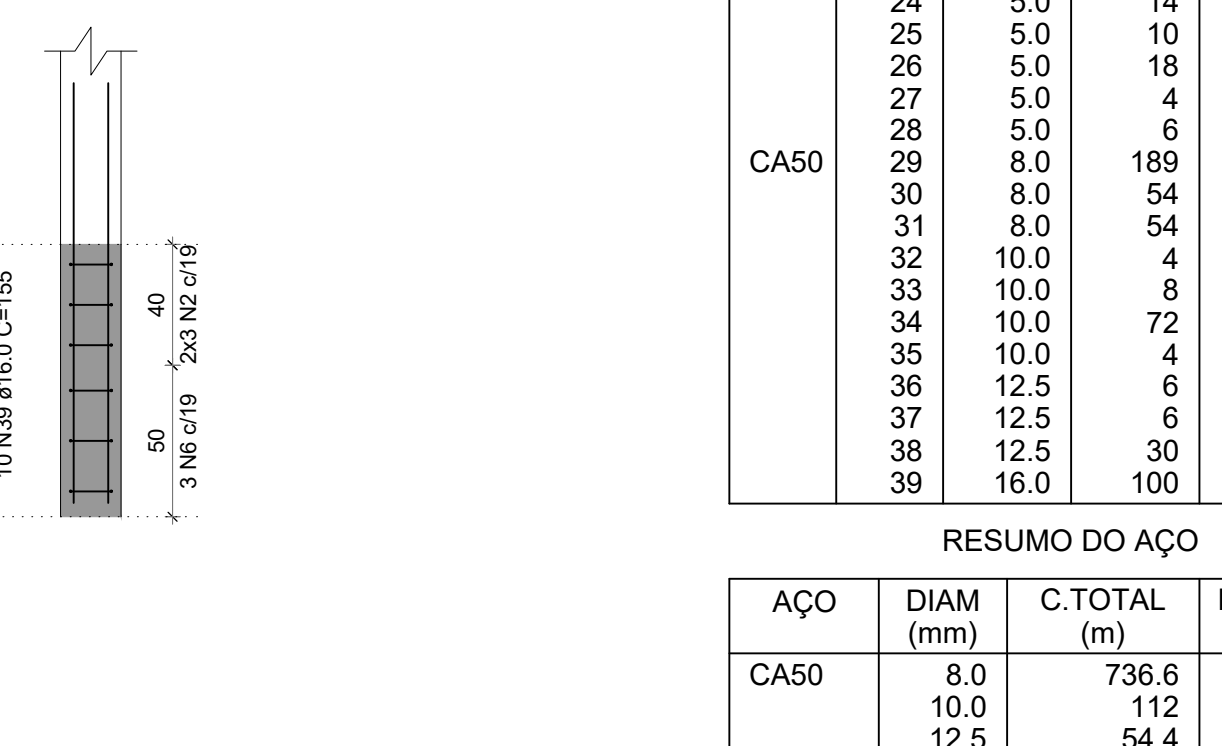 10 N39 ø16.0 C=155
40
2x3 N2 c/19
50
3 N6 c/19
24 5.0 14
25 5.0 10
26 5.0 18
27 5.0 4
28 5.0 6
CA50 29 8.0 189
30 8.0 54
31 8.0 54
32 10.0 4
33 10.0 8
34 10.0 72
35 10.0 4
36 12.5 6
37 12.5 6
38 12.5 30
39 16.0 100
RESUMO DO AÇO
AÇO DIAM C.TOTAL
(mm) (m)
CA50 8.0 736.6
10.0 112
12.5 54.4